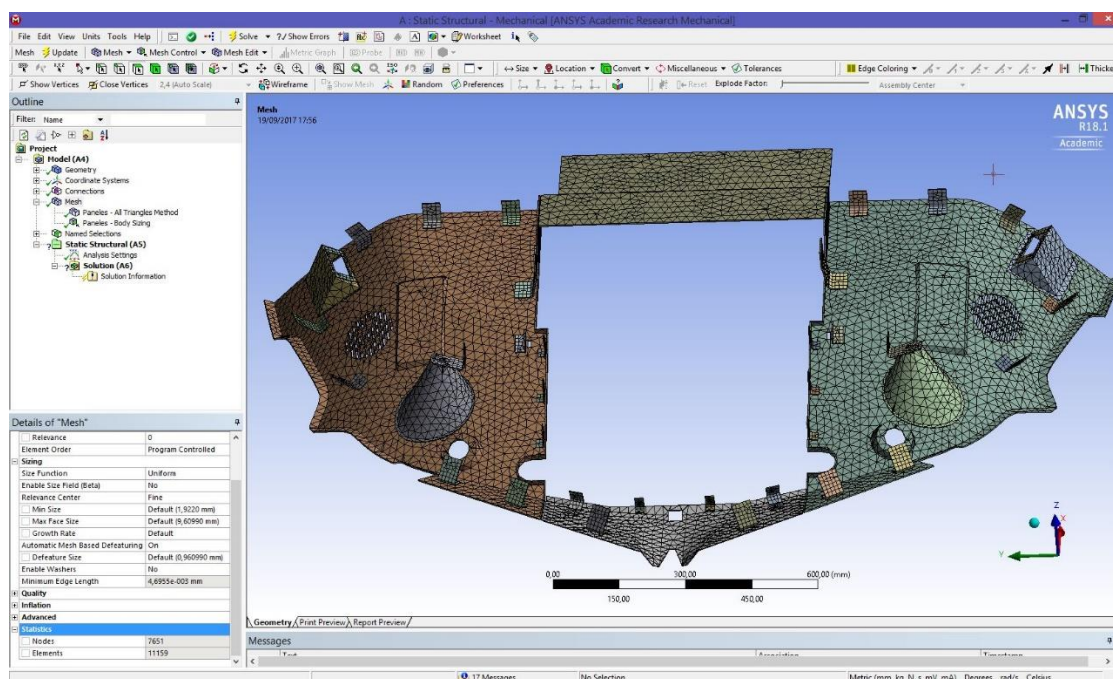 A : Static Structural - Mechanical [ANSYS Academic Research Mechanical]
File Edit View Units Tools Help Solve ?/ Show Errors Worksheet
Mesh Update Mesh Mesh Control Mesh Edit Metric Graph Probe
Size Location Convert Miscellaneous Tolerances Edge Coloring Thicke
Show Vertices Close Vertices 2,4 (Auto Scale) Wireframe Show Mesh Random Preferences Reset Explode Factor: Assembly Center
Outline
Filter: Name
Project
Model (A4)
Geometry
Coordinate Systems
Connections
Mesh
Paneles - All Triangles Method
Paneles - Body Sizing
Named Selections
Static Structural (A5)
Analysis Settings
Solution (A6)
Solution Information
Details of "Mesh"
Relevance 0
Element Order Program Controlled
Sizing
Size Function Uniform
Enable Size Field (Beta) No
Relevance Center Fine
Min Size Default (1,9220 mm)
Max Face Size Default (9,60990 mm)
Growth Rate Default
Automatic Mesh Based Defeaturing On
Defeature Size Default (0,960990 mm)
Enable Washers No
Minimum Edge Length 4,6955e-003 mm
Quality
Inflation
Advanced
Statistics
Nodes 7651
Elements 11159
Mesh
19/09/2017 17:56
ANSYS
R18.1
Academic
Z
X
Y
0,00 300,00 600,00 (mm)
150,00 450,00
Geometry Print Preview Report Preview
Messages
Text Association Timestamp
17 Messages No Selection Metric (mm, kg, N, s, mV, mA) Degrees rad/s Celsius